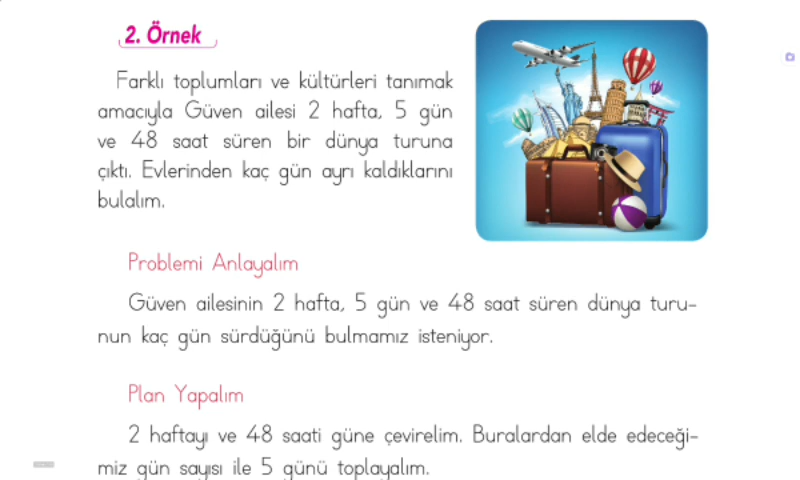 2. Örnek
Farklı toplumları ve kültürleri tanımak
amacıyla Güven ailesi 2 hafta, 5 gün
ve 48 saat süren bir dünya turuna
çıktı. Evlerinden kaç gün ayrı kaldıklarını
bulalım.
Problemi Anlayalım
Güven ailesinin 2 hafta, 5 gün ve 48 saat süren dünya turu-
nun kaç gün sürdüğünü bulmamız isteniyor.
Plan Yapalım
2 haftayı ve 48 saati güne çevirelim. Buralardan elde edeceği-
miz gün sayısı ile 5 günü toplayalım.